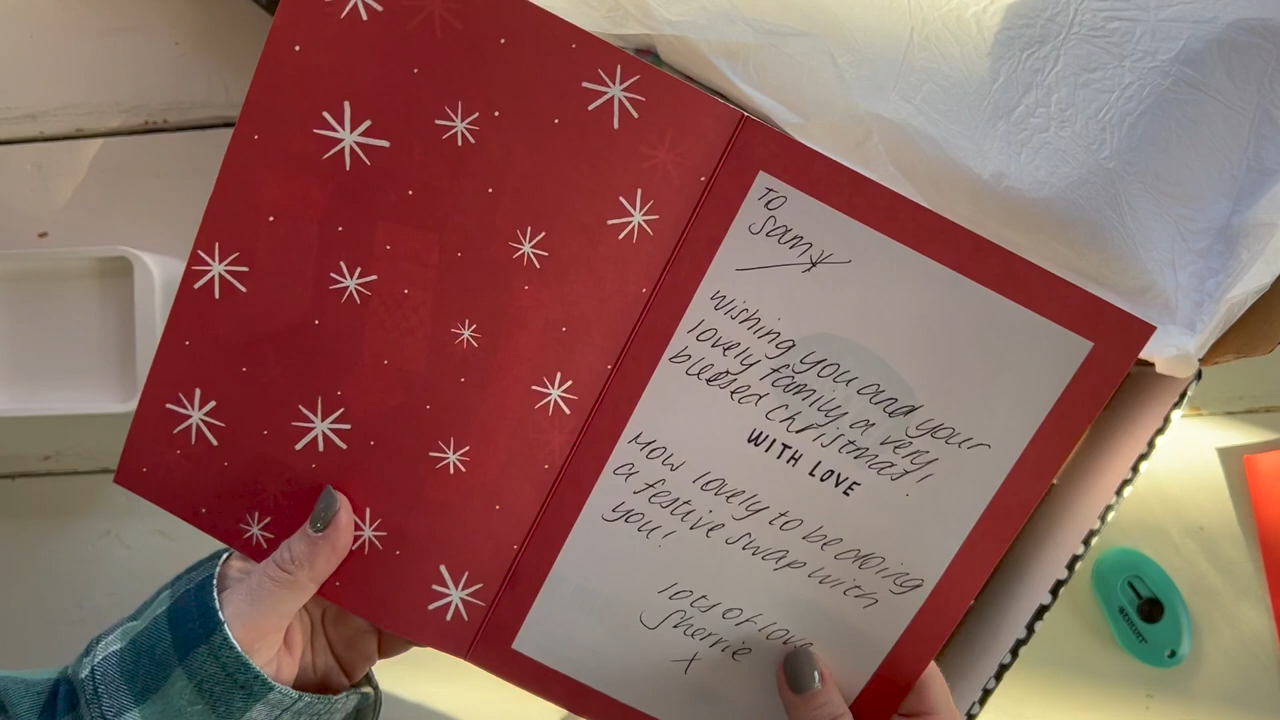 TO
Samx
wishing you and your
lovely family a very
blessed Christmas!
WITH LOVE
HOW lovely to be doing
a festive swap with
you!
lots of love
Sherrie
x